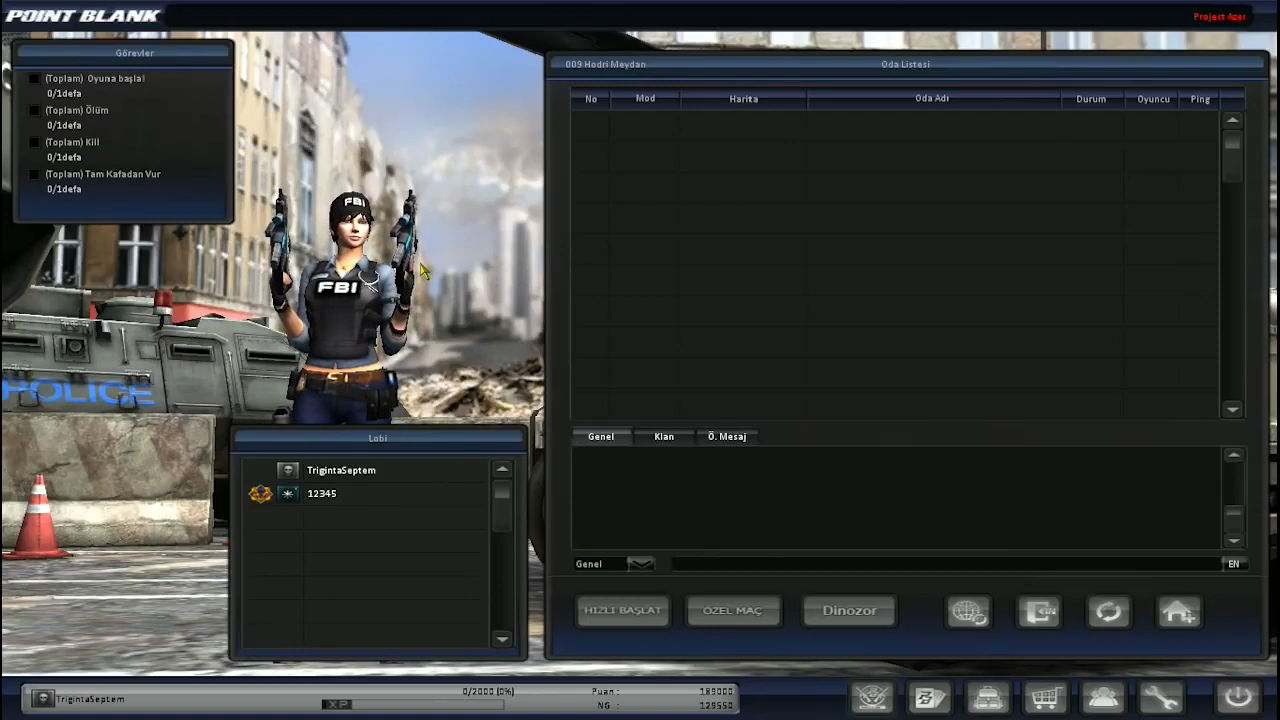 POINT BLANK
Project Azer
Görevler
(Toplam) Oyuna başla!
0/1defa
(Toplam) Ölüm
0/1defa
(Toplam) Kill
0/1defa
(Toplam) Tam Kafadan Vur
0/1defa
009 Hodri Meydan
Oda Listesi
No Mod Harita Oda Adı Durum Oyuncu Ping
FBI
FBI
POLICE
Lobi
TrigintaSeptem
12345
Genel Klan Ö. Mesaj
Genel
EN
HIZLI BAŞLAT ÖZEL MAÇ Dinozor
IN
TrigintaSeptem
0/2000 (0%)
XP
Puan : 189000
NG : 129550